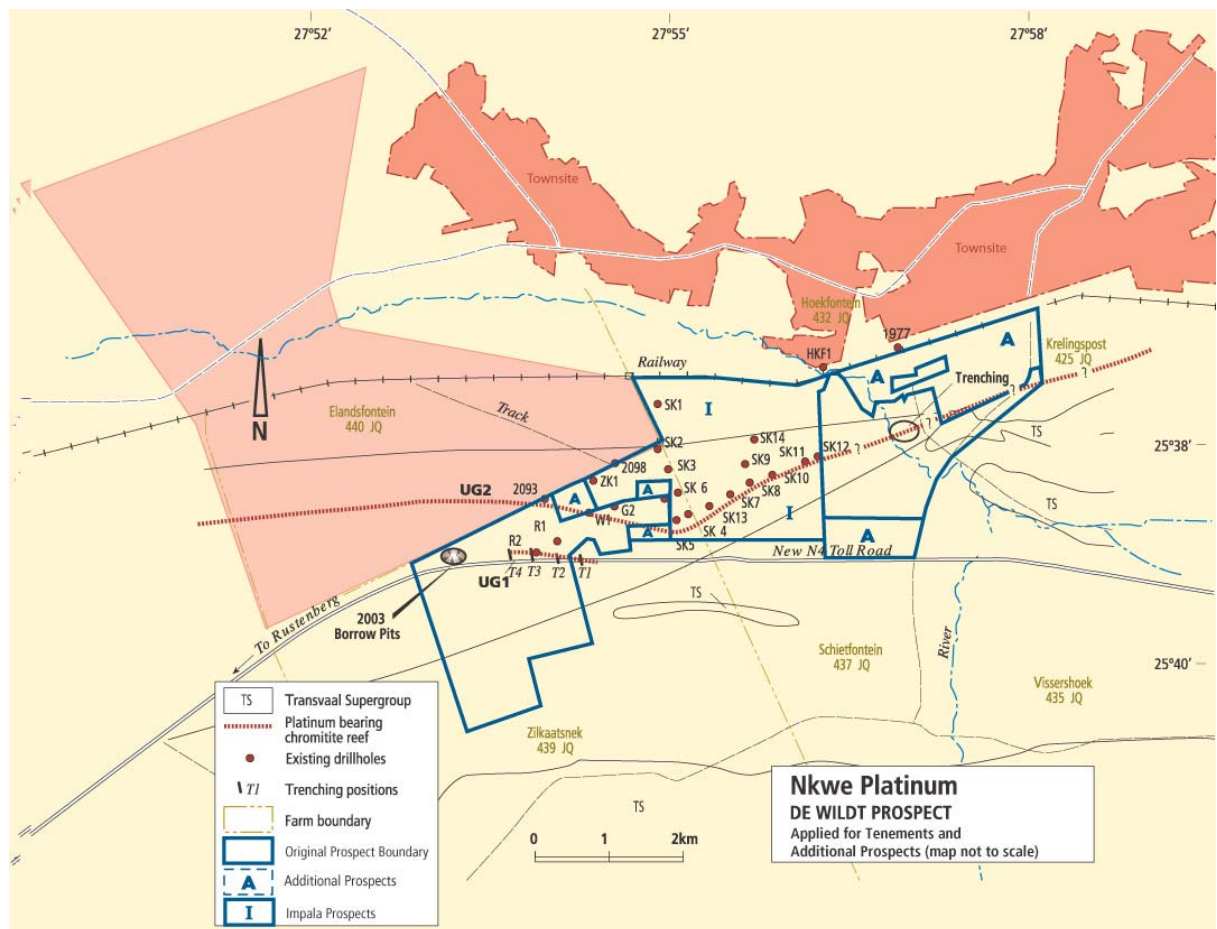 27°52'
27°55'
27°58'
Townsite
Townsite
Hoekfontein
432 JQ
1977
HKF1
Krelingspost
425 JQ
Railway
A
A
Trenching
Elandsfontein
440 JQ
Track
I
SK1
SK2
SK14
SK12
TS
25°38'
2098
SK3
SK9
SK11
ZK1
SK10
SK 6
SK8
2093
UG2
A
A
G2
W1
SK7
SK13
SK 4
SK5
I
A
A
TS
R1
R2
T4
T3
T2
T1
UG1
New N4 Toll Road
N
2003
Borrow Pits
To Rustenberg
TS
Schietfontein
437 JQ
River
Vissershoek
435 JQ
25°40'
Zilkaatsnek
439 JQ
TS
TS Transvaal Supergroup
Platinum bearing
chromitite reef
Existing drillholes
T1 Trenching positions
Farm boundary
Original Prospect Boundary
A Additional Prospects
I Impala Prospects
0 1 2km
Nkwe Platinum
DE WILDT PROSPECT
Applied for Tenements and
Additional Prospects (map not to scale)
? ? ? ?